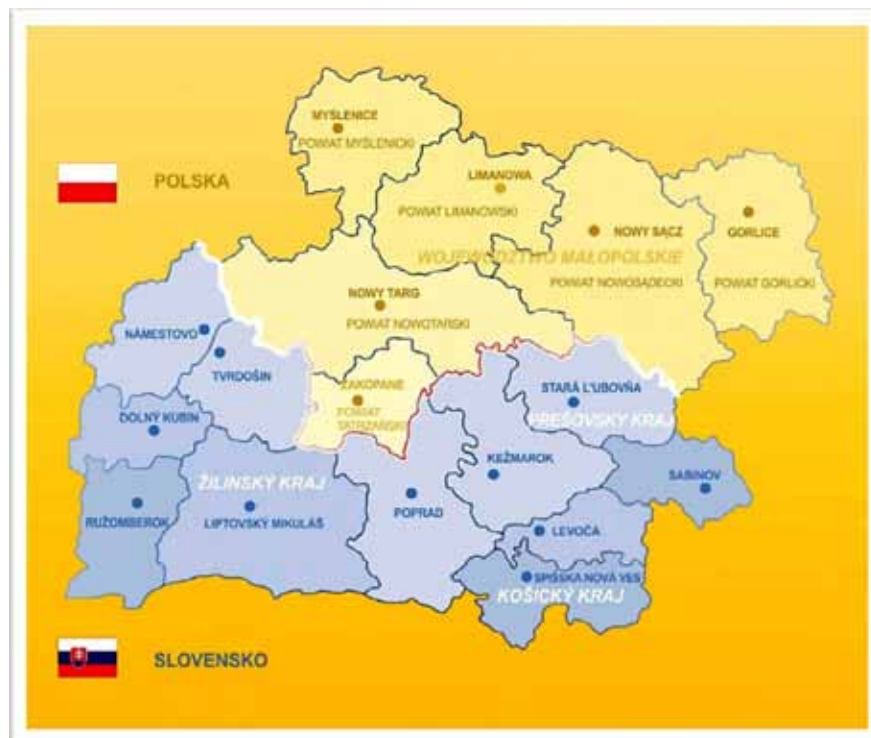 MYŚLENICE
POWIAT MYŚLENICKI
POLSKA
LIMANOWA
POWIAT LIMANOWSKI
NOWY SĄCZ
GORLICE
WOJEWÓDZTWO MAŁOPOLSKIE
POWIAT NOWOSĄDECKI
POWIAT GORLICKI
NOWY TARG
POWIAT NOWOTARSKI
NÁMESTOVO
TVRDOŠIN
ZAKOPANE
POWIAT
TATRZAŃSKI
STARÁ L'UBOVŇA
PREŠOVSKÝ KRAJ
DOLNÝ KUBÍN
KEŽMAROK
SABINOV
ŽILINSKÝ KRAJ
RUŽOMBEROK
LIPTOVSKÝ MIKULÁŠ
POPRAD
LEVOČA
SPIŠSKÁ NOVÁ VES
KOŠICKÝ KRAJ
SLOVENSKO